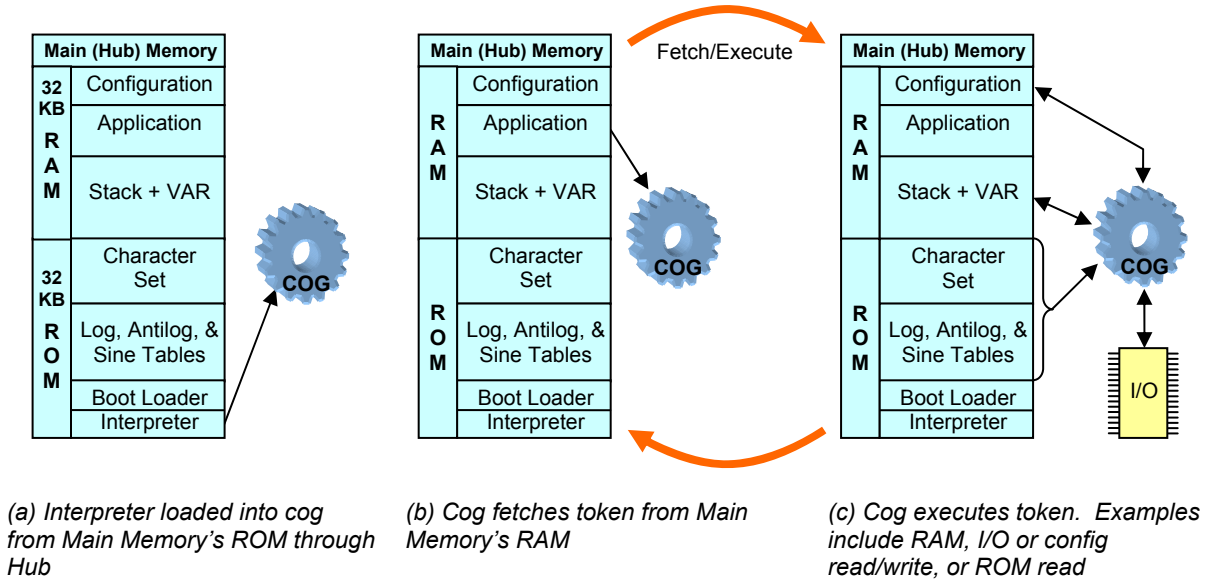 Main (Hub) Memory
32
KB
R
A
M
Configuration
Application
Stack + VAR
32
KB
R
O
M
Character
Set
Log, Antilog, &
Sine Tables
Boot Loader
Interpreter
COG
(a) Interpreter loaded into cog
from Main Memory’s ROM through
Hub
Main (Hub) Memory
R
A
M
Configuration
Application
Stack + VAR
R
O
M
Character
Set
Log, Antilog, &
Sine Tables
Boot Loader
Interpreter
COG
Fetch/Execute
(b) Cog fetches token from Main
Memory’s RAM
Main (Hub) Memory
R
A
M
Configuration
Application
Stack + VAR
R
O
M
Character
Set
Log, Antilog, &
Sine Tables
Boot Loader
Interpreter
COG
I/O
(c) Cog executes token.  Examples
include RAM, I/O or config
read/write, or ROM read